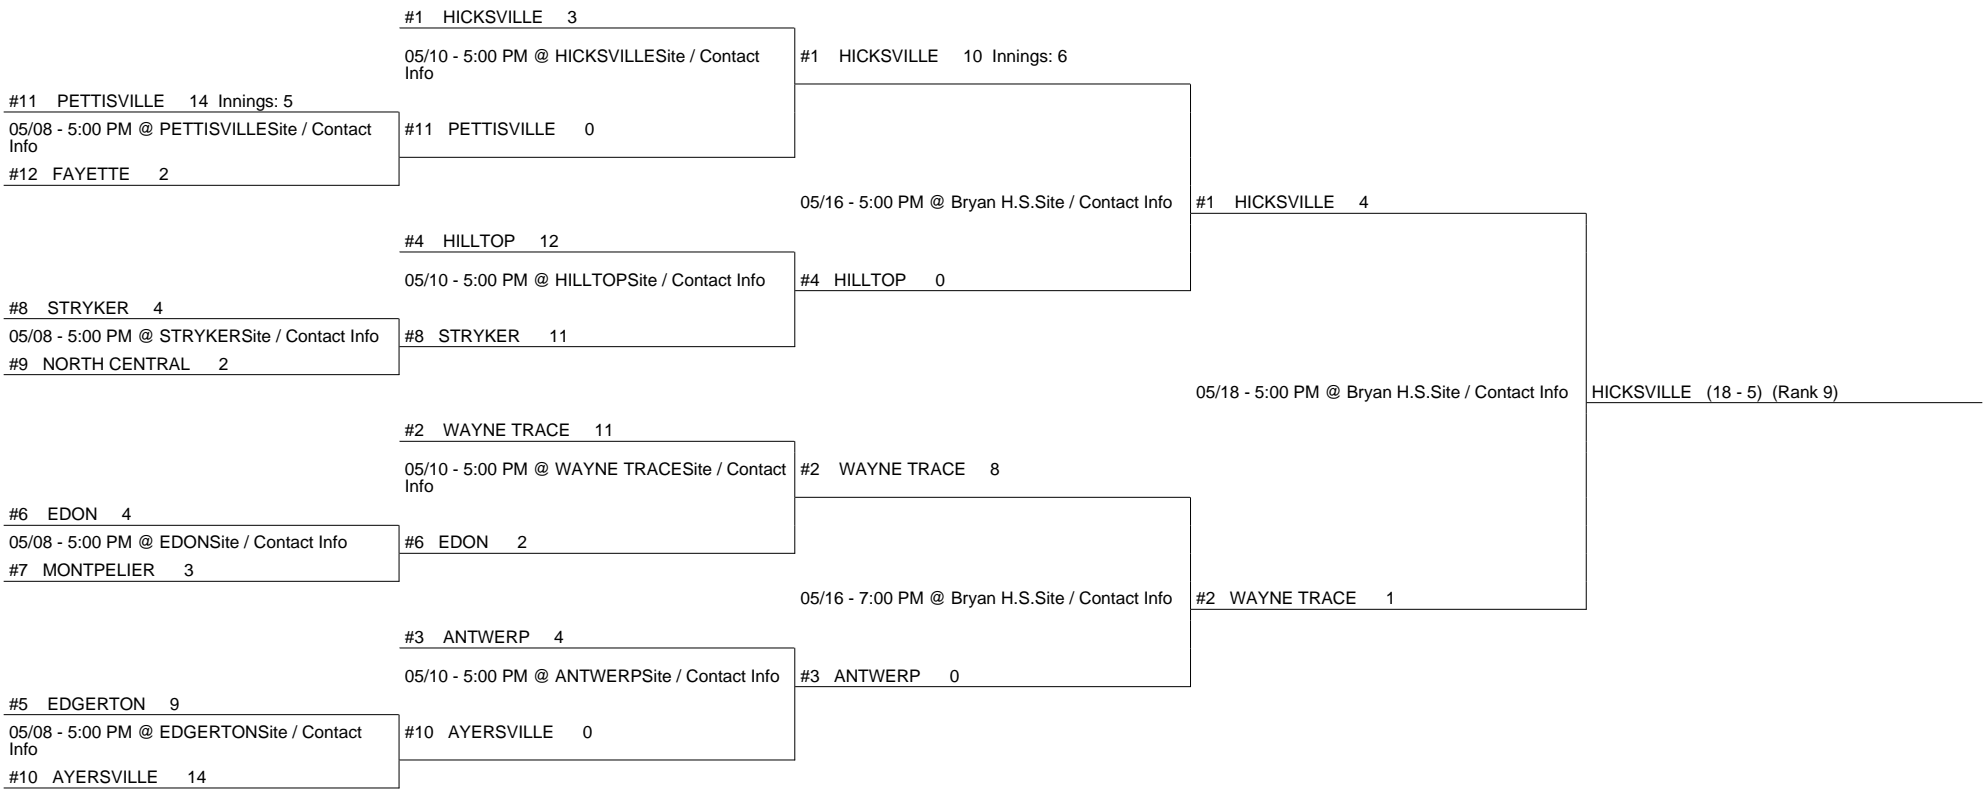 #1 HICKSVILLE 3
05/10 - 5:00 PM @ HICKSVILLESite / Contact
Info
#1 HICKSVILLE 10 Innings: 6
#11 PETTISVILLE 14 Innings: 5
05/08 - 5:00 PM @ PETTISVILLESite / Contact
Info
#11 PETTISVILLE 0
#12 FAYETTE 2
05/16 - 5:00 PM @ Bryan H.S.Site / Contact Info
#1 HICKSVILLE 4
#4 HILLTOP 12
05/10 - 5:00 PM @ HILLTOPSite / Contact Info
#4 HILLTOP 0
#8 STRYKER 4
05/08 - 5:00 PM @ STRYKERSite / Contact Info
#8 STRYKER 11
#9 NORTH CENTRAL 2
05/18 - 5:00 PM @ Bryan H.S.Site / Contact Info
HICKSVILLE (18 - 5) (Rank 9)
#2 WAYNE TRACE 11
05/10 - 5:00 PM @ WAYNE TRACESite / Contact
Info
#2 WAYNE TRACE 8
#6 EDON 4
05/08 - 5:00 PM @ EDONSite / Contact Info
#6 EDON 2
#7 MONTPELIER 3
05/16 - 7:00 PM @ Bryan H.S.Site / Contact Info
#2 WAYNE TRACE 1
#3 ANTWERP 4
05/10 - 5:00 PM @ ANTWERPSite / Contact Info
#3 ANTWERP 0
#5 EDGERTON 9
05/08 - 5:00 PM @ EDGERTONSite / Contact
Info
#10 AYERSVILLE 0
#10 AYERSVILLE 14